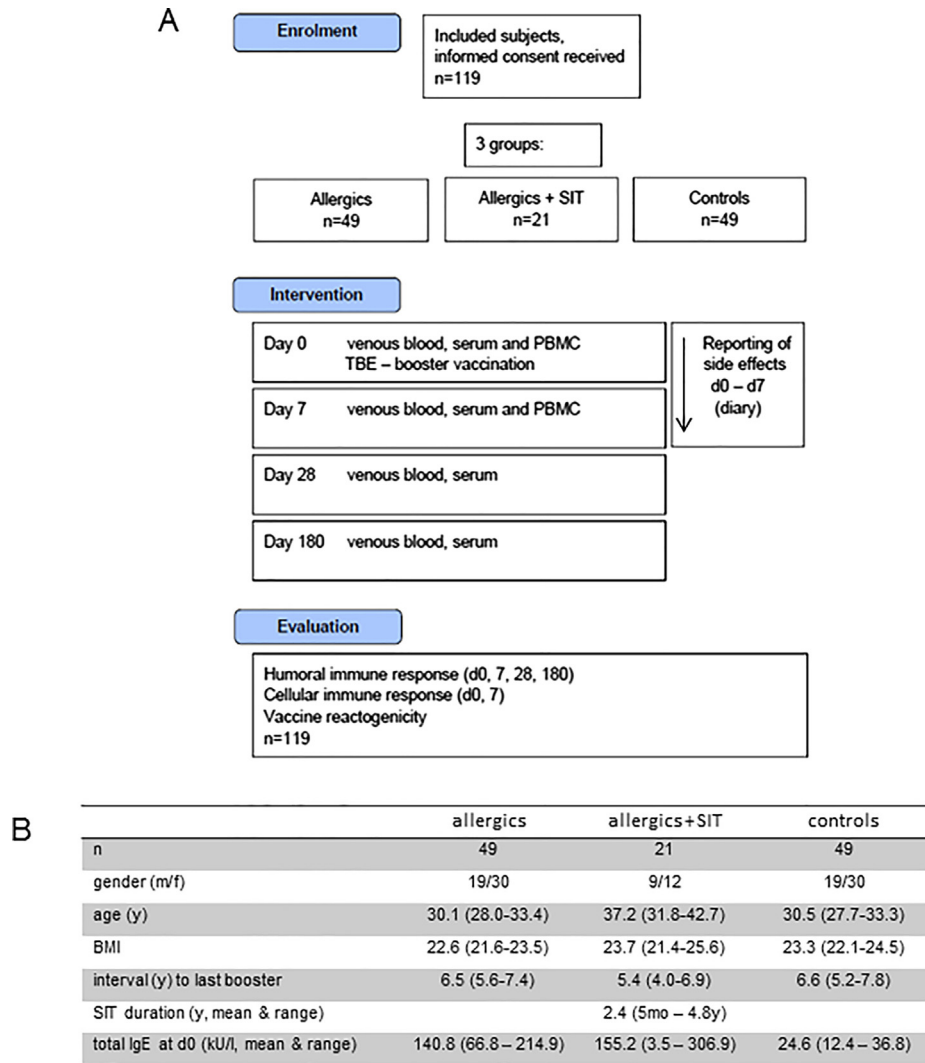 A
Enrolment
Included subjects,
informed consent received
n=119
3 groups:
Allergics
n=49
Allergics + SIT
n=21
Controls
n=49
Intervention
Day 0 venous blood, serum and PBMC
TBE – booster vaccination
Reporting of
side effects
d0 – d7
(diary)
Day 7 venous blood, serum and PBMC
Day 28 venous blood, serum
Day 180 venous blood, serum
Evaluation
Humoral immune response (d0, 7, 28, 180)
Cellular immune response (d0, 7)
Vaccine reactogenicity
n=119
B
allergics allergics+SIT controls
n 49 21 49
gender (m/f) 19/30 9/12 19/30
age (y) 30.1 (28.0-33.4) 37.2 (31.8-42.7) 30.5 (27.7-33.3)
BMI 22.6 (21.6-23.5) 23.7 (21.4-25.6) 23.3 (22.1-24.5)
interval (y) to last booster 6.5 (5.6-7.4) 5.4 (4.0-6.9) 6.6 (5.2-7.8)
SIT duration (y, mean & range) 2.4 (5mo – 4.8y)
total IgE at d0 (kU/l, mean & range) 140.8 (66.8 – 214.9) 155.2 (3.5 – 306.9) 24.6 (12.4 – 36.8)